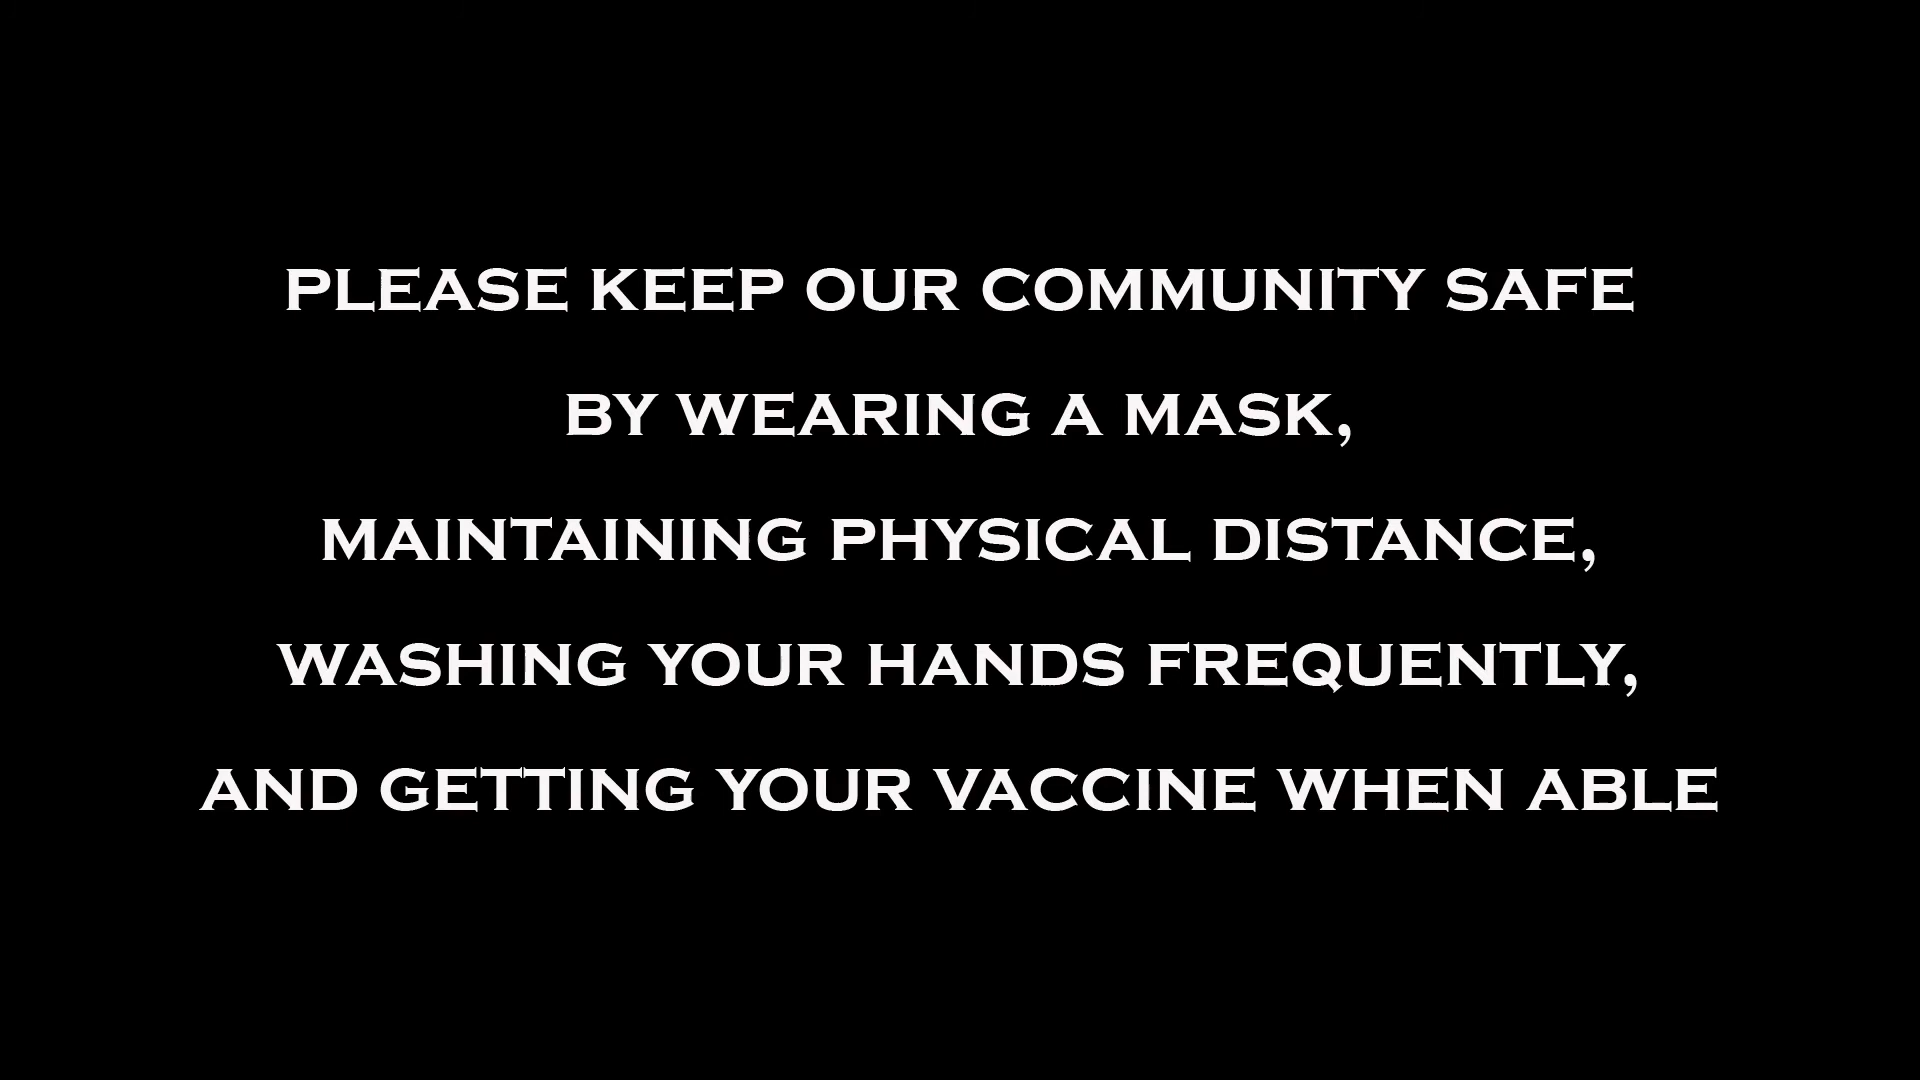 PLEASE KEEP OUR COMMUNITY SAFE
BY WEARING A MASK,
MAINTAINING PHYSICAL DISTANCE,
WASHING YOUR HANDS FREQUENTLY,
AND GETTING YOUR VACCINE WHEN ABLE